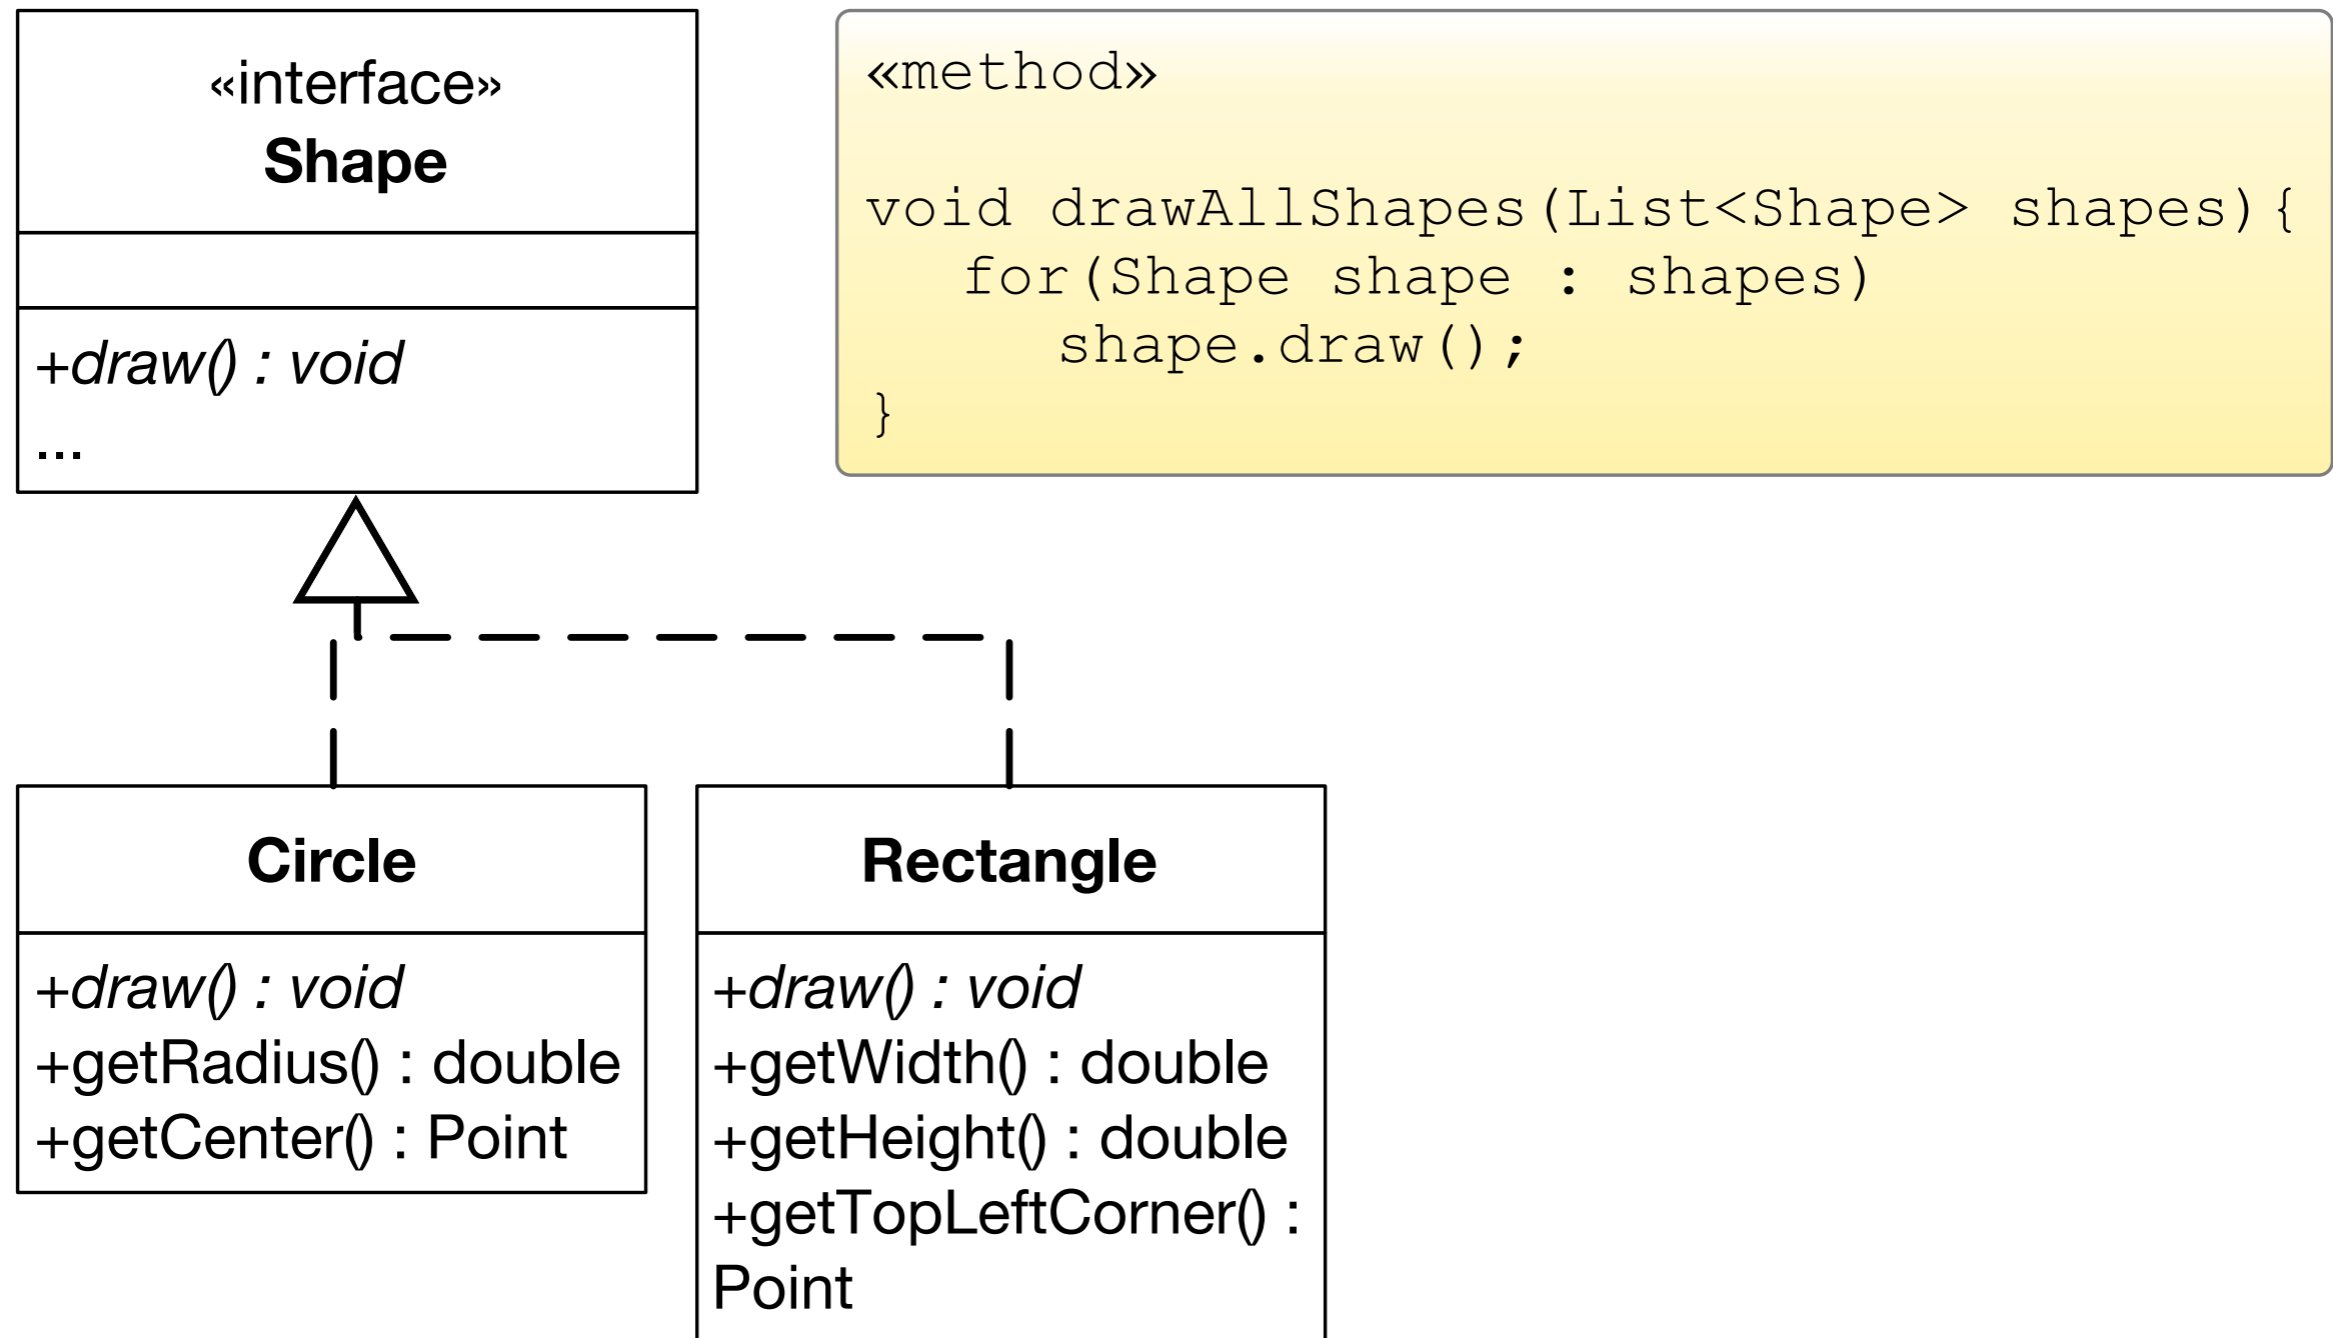 «interface»
Shape
+draw() : void
...
«method»
void drawAllShapes(List<Shape> shapes){
for(Shape shape : shapes)
shape.draw();
}
Circle
+draw() : void
+getRadius() : double
+getCenter() : Point
Rectangle
+draw() : void
+getWidth() : double
+getHeight() : double
+getTopLeftCorner() :
Point